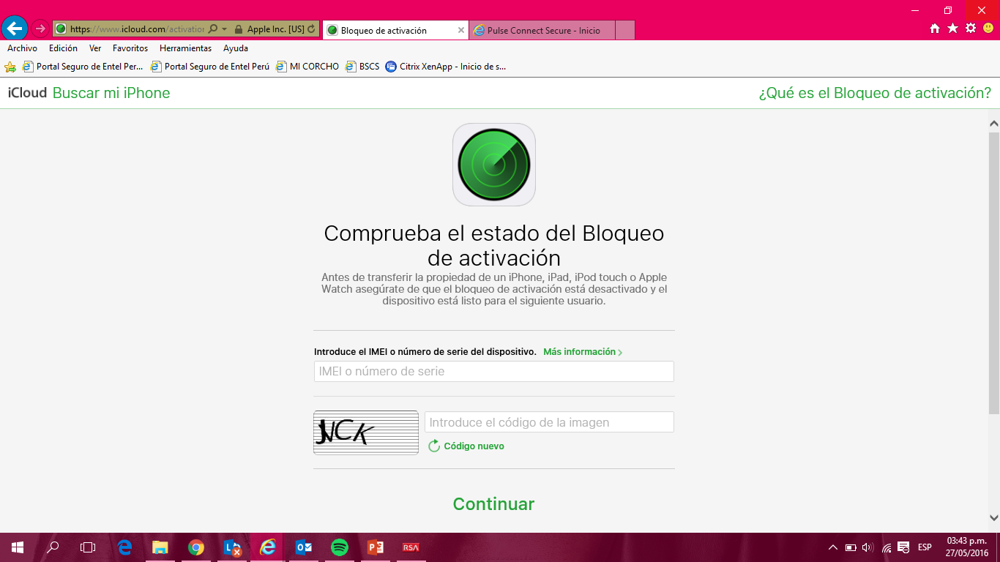 https://www.icloud.com/activation
Apple Inc. [US]
Bloqueo de activación
Pulse Connect Secure - Inicio
Archivo Edición Ver Favoritos Herramientas Ayuda
Portal Seguro de Entel Per... Portal Seguro de Entel Perú MI CORCHO BSCS Citrix XenApp - Inicio de s...
iCloud Buscar mi iPhone
¿Qué es el Bloqueo de activación?
Comprueba el estado del Bloqueo
de activación
Antes de transferir la propiedad de un iPhone, iPad, iPod touch o Apple
Watch asegúrate de que el bloqueo de activación está desactivado y el
dispositivo está listo para el siguiente usuario.
Introduce el IMEI o número de serie del dispositivo. Más información
IMEI o número de serie
Introduce el código de la imagen
Código nuevo
Continuar
RSA
ESP
03:43 p.m.
27/05/2016